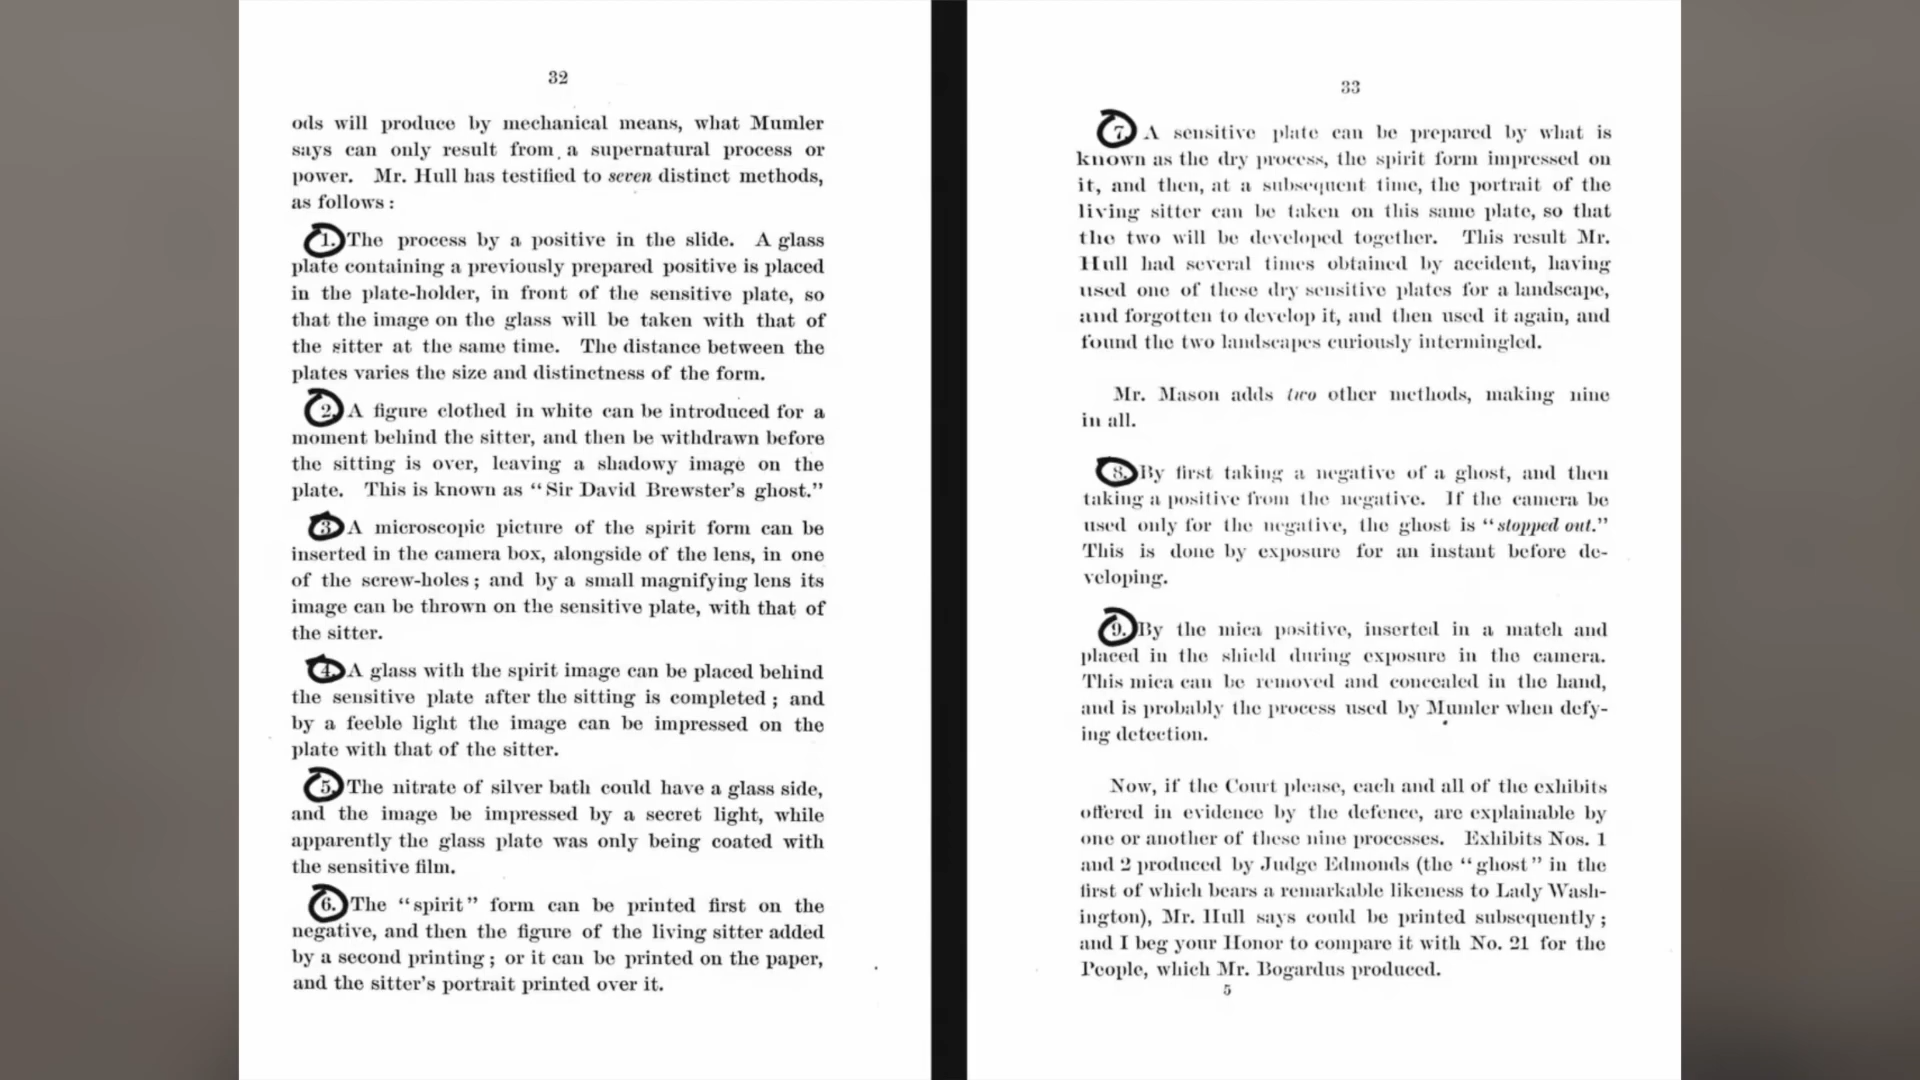 32
ods will produce by mechanical means, what Mumler
says can only result from a supernatural process or
power. Mr. Hull has testified to seven distinct methods,
as follows :
1. The process by a positive in the slide. A glass
plate containing a previously prepared positive is placed
in the plate-holder, in front of the sensitive plate, so
that the image on the glass will be taken with that of
the sitter at the same time. The distance between the
plates varies the size and distinctness of the form.
2. A figure clothed in white can be introduced for a
moment behind the sitter, and then be withdrawn before
the sitting is over, leaving a shadowy image on the
plate. This is known as “Sir David Brewster’s ghost.”
3. A microscopic picture of the spirit form can be
inserted in the camera box, alongside of the lens, in one
of the screw-holes ; and by a small magnifying lens its
image can be thrown on the sensitive plate, with that of
the sitter.
4. A glass with the spirit image can be placed behind
the sensitive plate after the sitting is completed ; and
by a feeble light the image can be impressed on the
plate with that of the sitter.
5. The nitrate of silver bath could have a glass side,
and the image be impressed by a secret light, while
apparently the glass plate was only being coated with
the sensitive film.
6. The “spirit” form can be printed first on the
negative, and then the figure of the living sitter added
by a second printing ; or it can be printed on the paper,
and the sitter’s portrait printed over it.
33
7. A sensitive plate can be prepared by what is
known as the dry process, the spirit form impressed on
it, and then, at a subsequent time, the portrait of the
living sitter can be taken on this same plate, so that
the two will be developed together. This result Mr.
Hull had several times obtained by accident, having
used one of these dry sensitive plates for a landscape,
and forgotten to develop it, and then used it again, and
found the two landscapes curiously intermingled.
Mr. Mason adds two other methods, making nine
in all.
8. By first taking a negative of a ghost, and then
taking a positive from the negative. If the camera be
used only for the negative, the ghost is “stopped out.”
This is done by exposure for an instant before de-
veloping.
9. By the mica positive, inserted in a match and
placed in the shield during exposure in the camera.
This mica can be removed and concealed in the hand,
and is probably the process used by Mumler when defy-
ing detection.
Now, if the Court please, each and all of the exhibits
offered in evidence by the defence, are explainable by
one or another of these nine processes. Exhibits Nos. 1
and 2 produced by Judge Edmonds (the “ghost” in the
first of which bears a remarkable likeness to Lady Wash-
ington), Mr. Hull says could be printed subsequently ;
and I beg your Honor to compare it with No. 21 for the
People, which Mr. Bogardus produced.
5